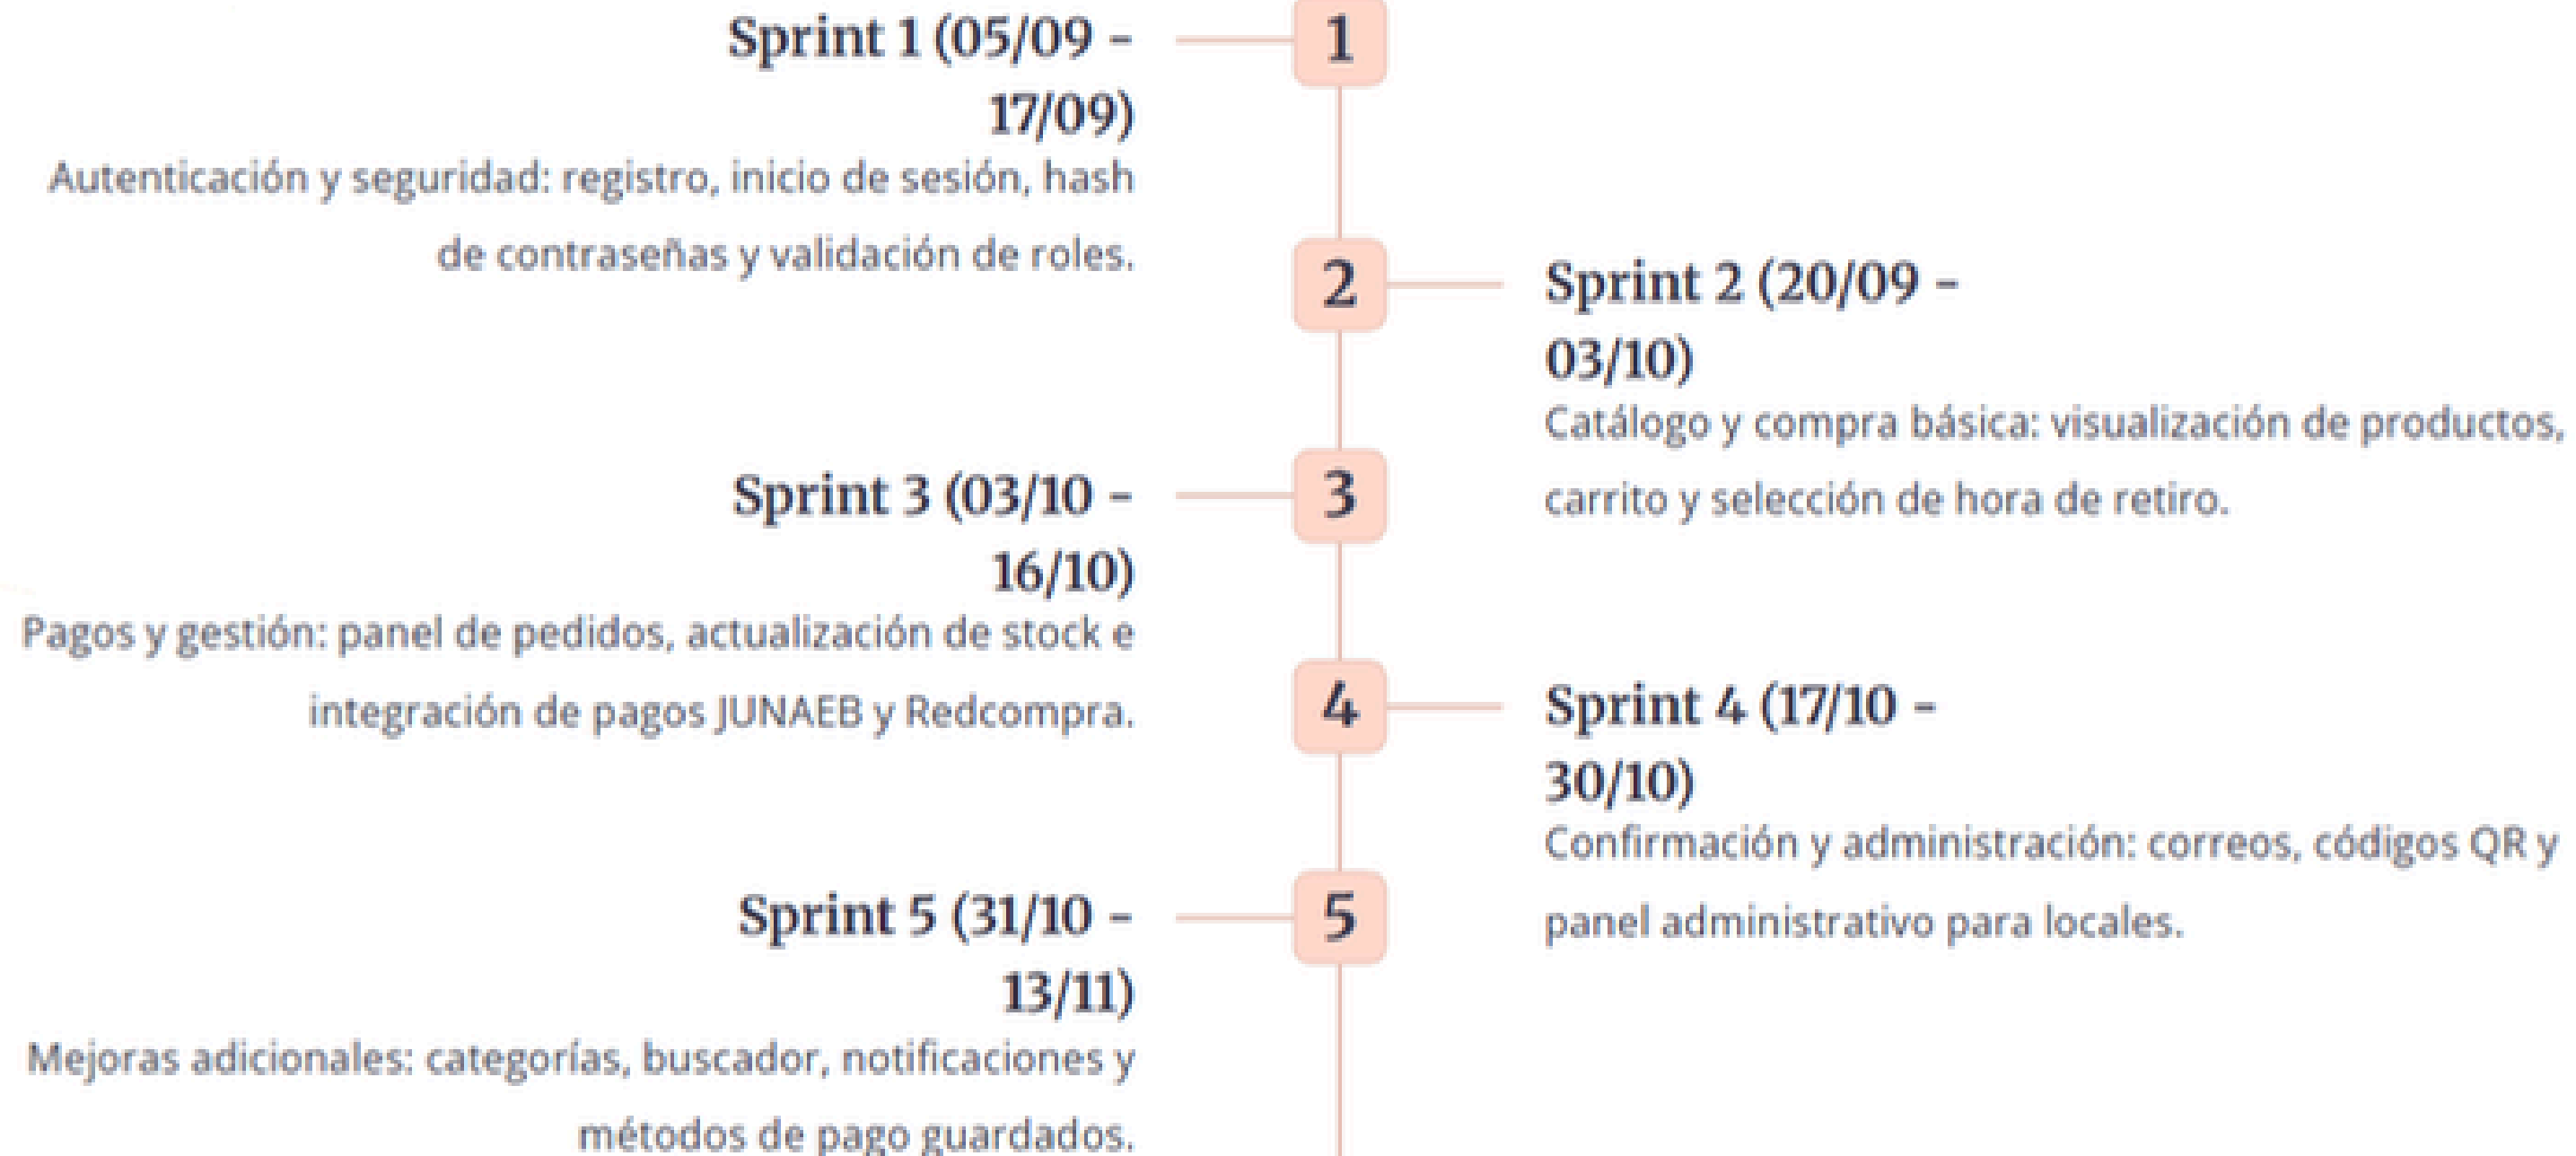 1
Sprint 1 (05/09 -
17/09)
Autenticación y seguridad: registro, inicio de sesión, hash
de contraseñas y validación de roles.
2
Sprint 2 (20/09 -
03/10)
Catálogo y compra básica: visualización de productos,
carrito y selección de hora de retiro.
3
Sprint 3 (03/10 -
16/10)
Pagos y gestión: panel de pedidos, actualización de stock e
integración de pagos JUNAEB y Redcompra.
4
Sprint 4 (17/10 -
30/10)
Confirmación y administración: correos, códigos QR y
panel administrativo para locales.
5
Sprint 5 (31/10 -
13/11)
Mejoras adicionales: categorías, buscador, notificaciones y
métodos de pago guardados.